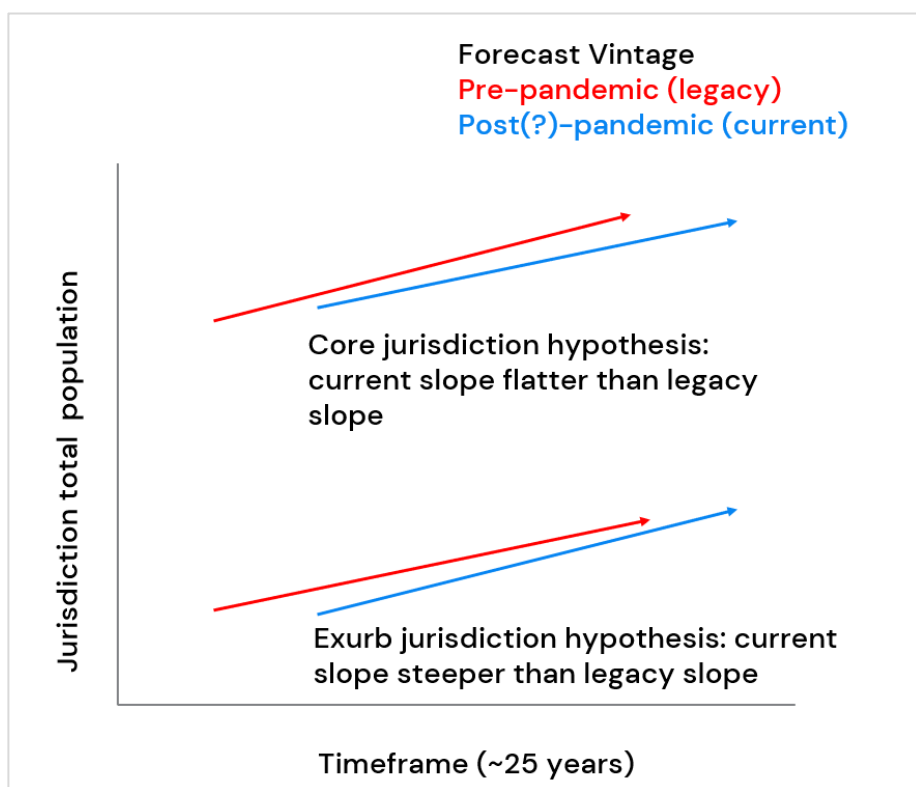 Forecast Vintage
Pre-pandemic (legacy)
Post(?)-pandemic (current)
Jurisdiction total population
Core jurisdiction hypothesis:
current slope flatter than legacy
slope
Exurb jurisdiction hypothesis: current
slope steeper than legacy slope
Timeframe (~25 years)